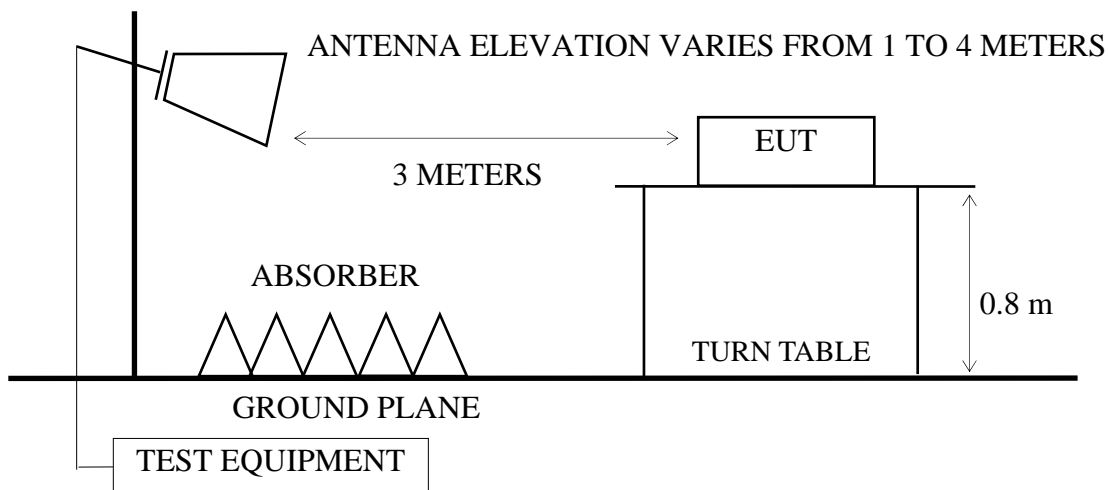 ANTENNA ELEVATION VARIES FROM 1 TO 4 METERS
EUT
3 METERS
ABSORBER
0.8 m
TURN TABLE
GROUND PLANE
TEST EQUIPMENT